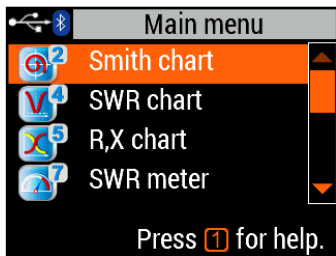 Main menu
2 Smith chart
4 SWR chart
5 R,X chart
7 SWR meter
Press 1 for help.